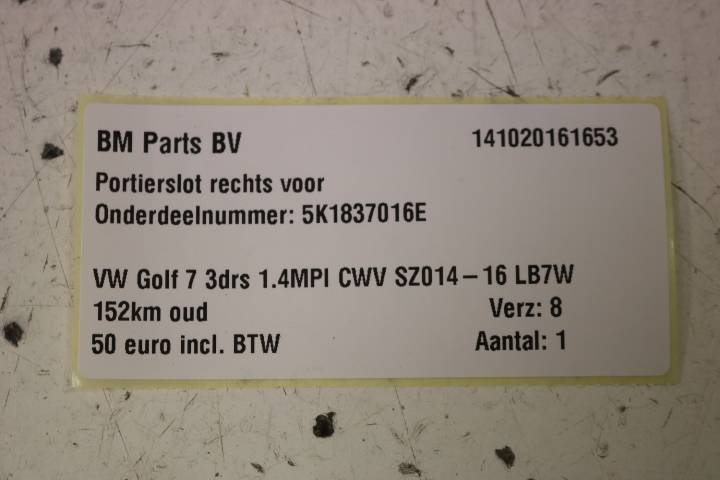 BM Parts BV 141020161653
Portierslot rechts voor
Onderdeelnummer: 5K1837016E
VW Golf 7 3drs 1.4MPI CWV SZ014-16 LB7W
152km oud Verz: 8
50 euro incl. BTW Aantal: 1